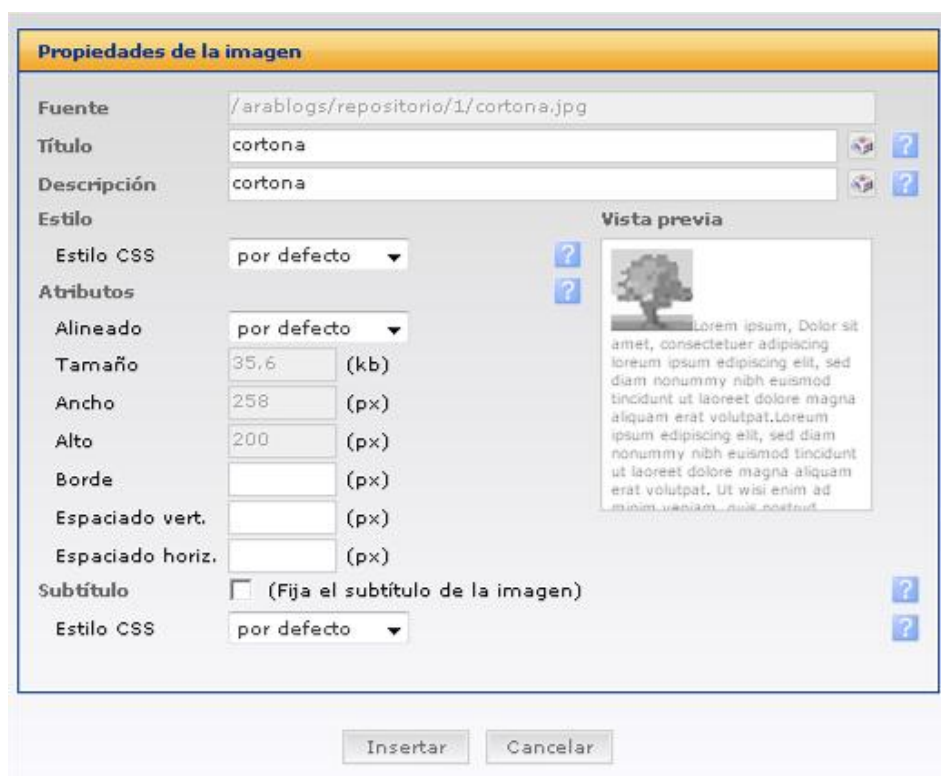 Propiedades de la imagen
Fuente /arablogs/repositorio/1/cortona.jpg
Título cortona ?
Descripción cortona ?
Estilo Vista previa
Estilo CSS por defecto ?
Atributos ?
Alineado por defecto
Tamaño 35.6 (kb)
Ancho 258 (px)
Alto 200 (px)
Borde (px)
Espaciado vert. (px)
Espaciado horiz. (px)
Lorem ipsum, Dolor sit
amet, consectetuer adipiscing
loreum ipsum edipiscing elit, sed
diam nonummy nibh euismod
tincidunt ut laoreet dolore magna
aliquam erat volutpat.Loreum
ipsum edipiscing elit, sed diam
nonummy nibh euismod tincidunt
ut laoreet dolore magna aliquam
erat volutpat. Ut wisi enim ad
minim veniam, quis nostrud
Subtítulo (Fija el subtítulo de la imagen) ?
Estilo CSS por defecto ?
Insertar Cancelar